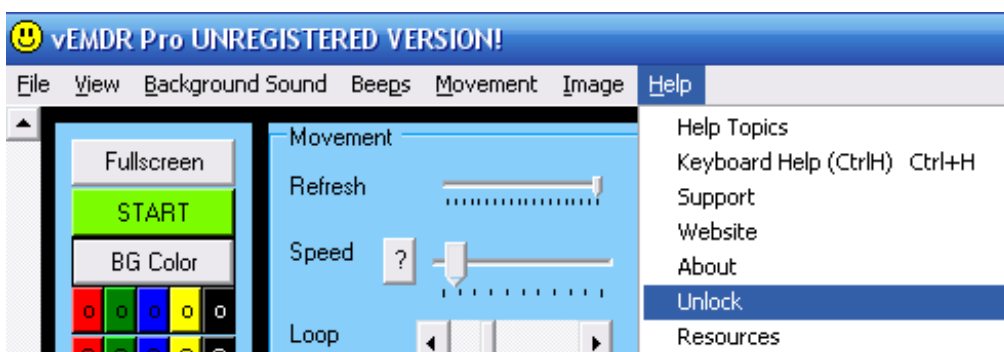 vEMDR Pro UNREGISTERED VERSION!
File View Background Sound Beeps Movement Image Help
Movement
Fullscreen
Refresh
START
Speed ?
BG Color
o o o o o
Loop
Help Topics
Keyboard Help (CtrlH) Ctrl+H
Support
Website
About
Unlock
Resources